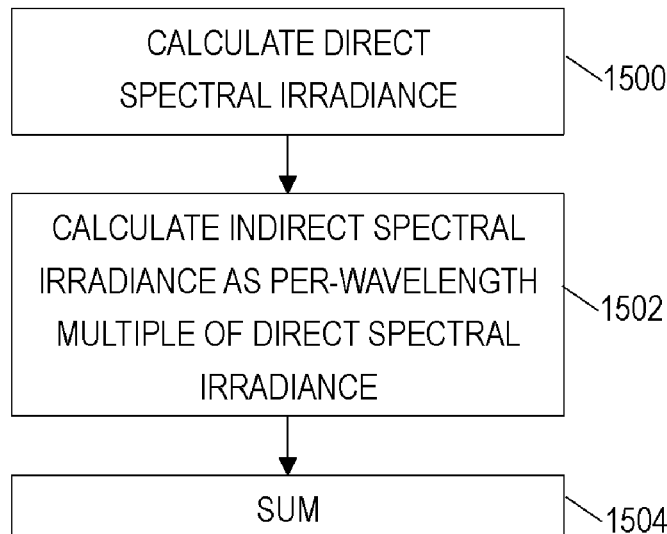 CALCULATE DIRECT
SPECTRAL IRRADIANCE
1500
CALCULATE INDIRECT SPECTRAL
IRRADIANCE AS PER-WAVELENGTH
MULTIPLE OF DIRECT SPECTRAL
IRRADIANCE
1502
SUM
1504